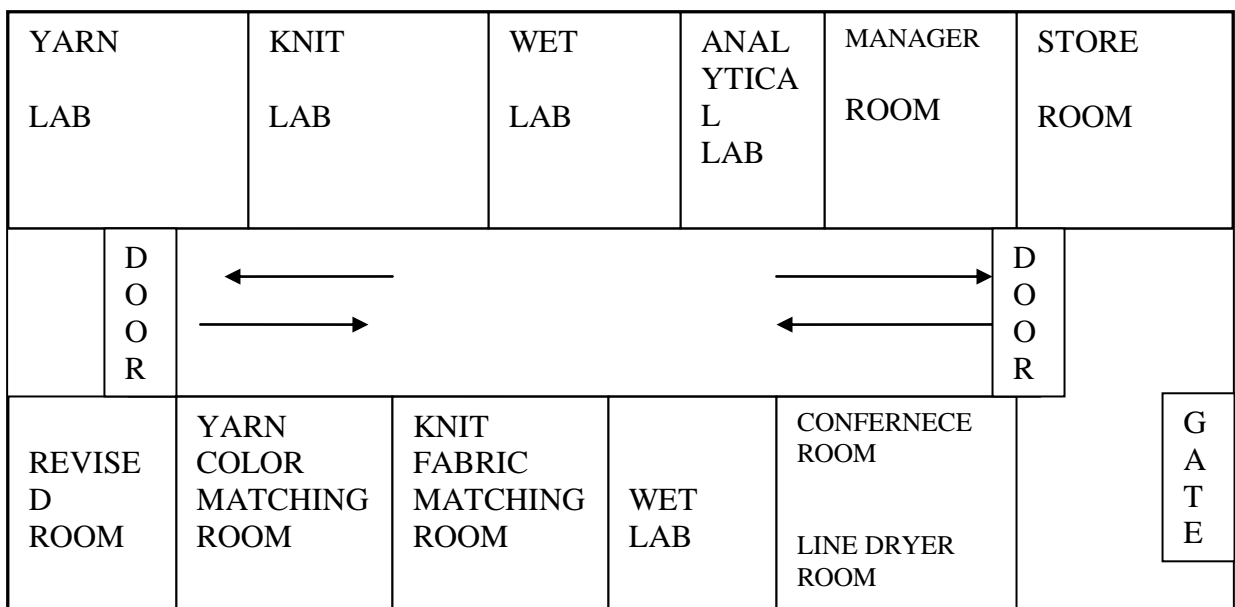 YARN
LAB
KNIT
LAB
WET
LAB
ANAL
YTICA
L
LAB
MANAGER
ROOM
STORE
ROOM
D
O
O
R
D
O
O
R
REVISE
D
ROOM
YARN
COLOR
MATCHING
ROOM
KNIT
FABRIC
MATCHING
ROOM
WET
LAB
CONFERNECE
ROOM
LINE DRYER
ROOM
G
A
T
E